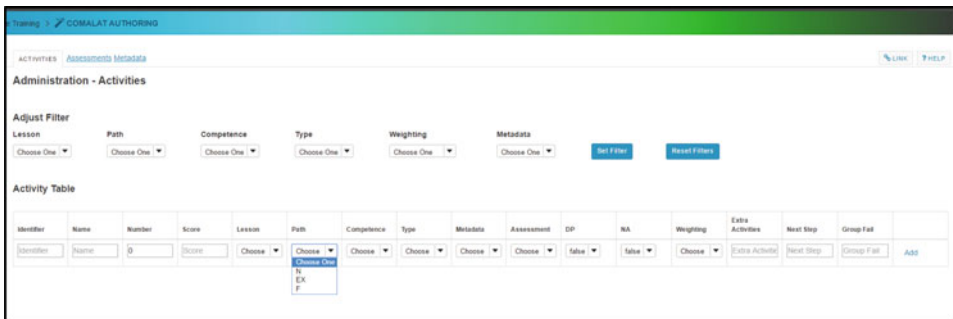 e Training > COMALAT AUTHORING
ACTIVITIES Assessments Metadata LINK ? HELP
Administration - Activities
Adjust Filter
Lesson Path Competence Type Weighting Metadata
Choose One Choose One Choose One Choose One Choose One Choose One Set Filter Reset Filters
Activity Table
Identifier Name Number Score Lesson Path Competence Type Metadata Assessment DP NA Weighting Extra Activities Next Step Group Fail
Identifier Name 0 Score Choose Choose Choose Choose Choose Choose false false Choose Extra Activitie Next Step Group Fail Add
Choose One
N
EX
F